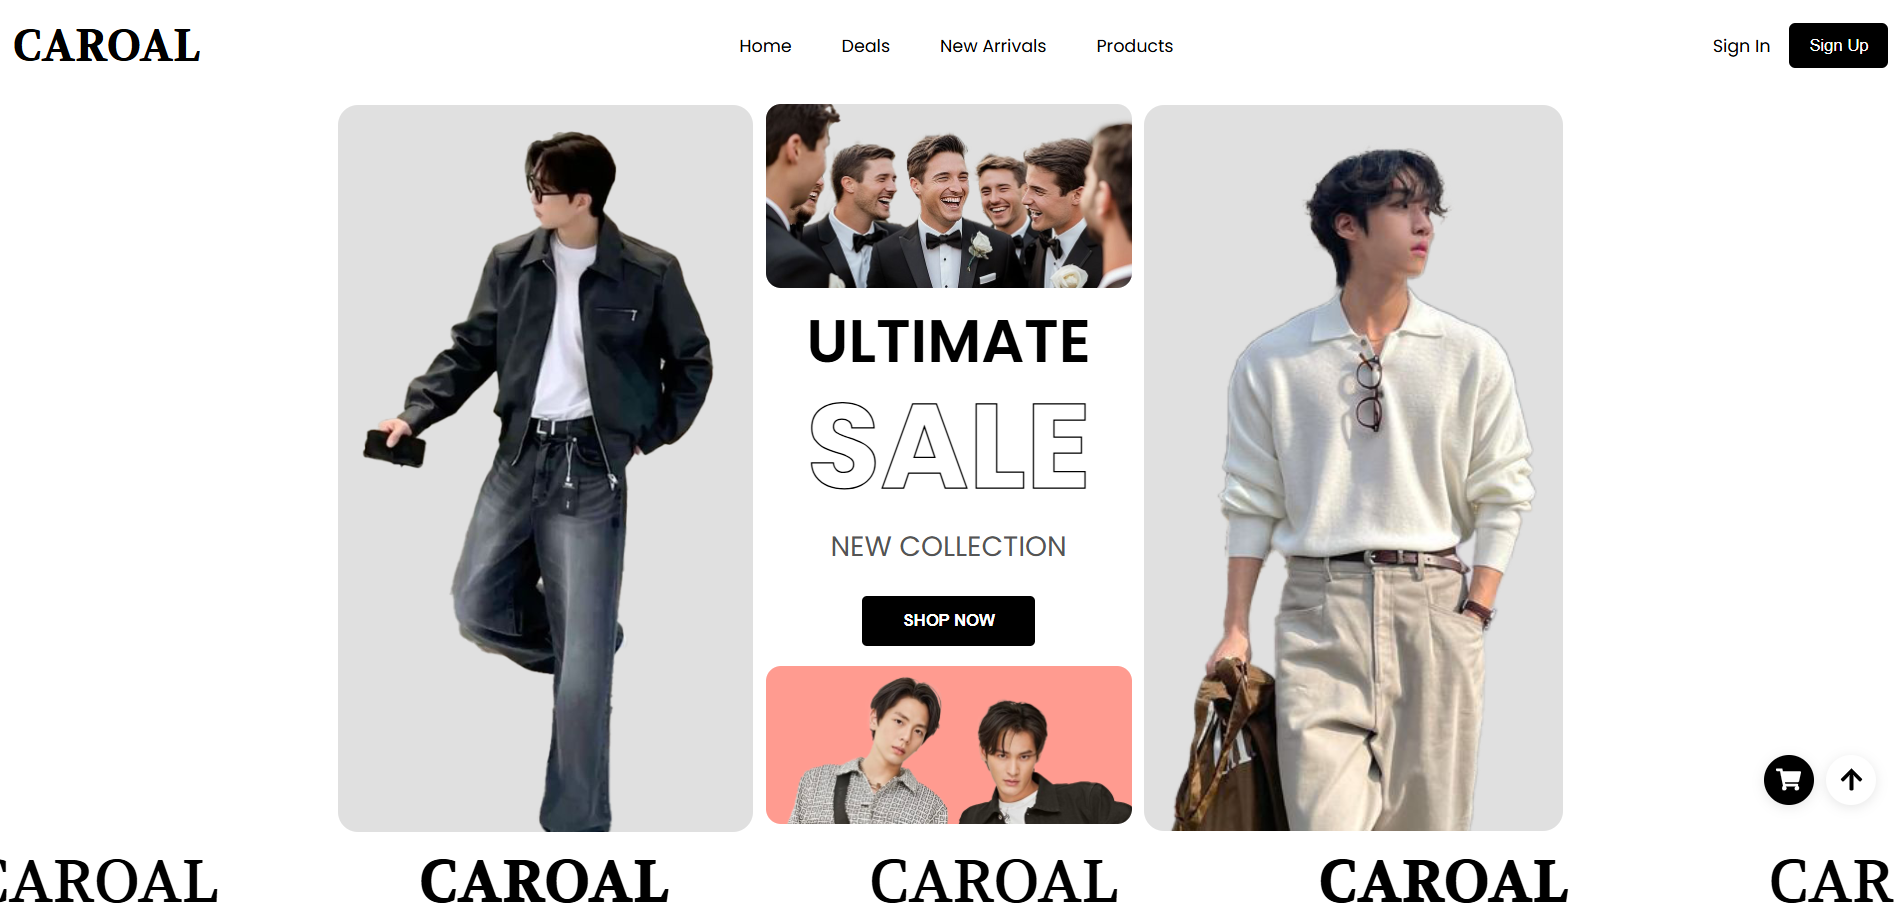 CAROAL
Home Deals New Arrivals Products
Sign In Sign Up
ULTIMATE
SALE
NEW COLLECTION
SHOP NOW
CAROAL CAROAL CAROAL CAROAL CAR